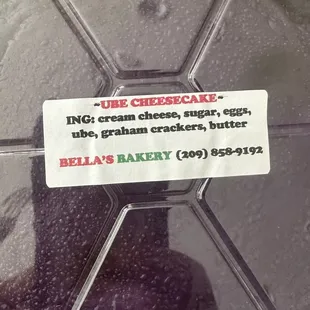 ~UBE CHEESECAKE~
ING: cream cheese, sugar, eggs,
ube, graham crackers, butter
BELLA'S BAKERY (209) 858-9192